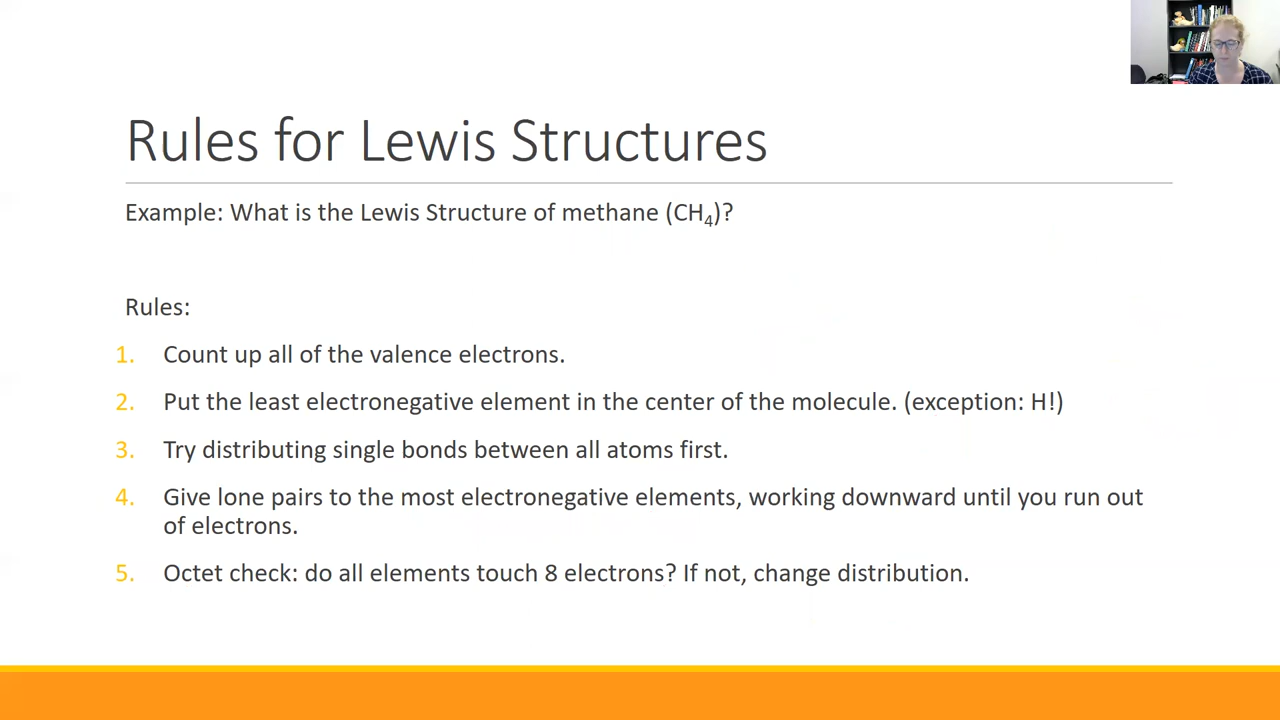 Rules for Lewis Structures
Example: What is the Lewis Structure of methane (CH₄)?
Rules:
1. Count up all of the valence electrons.
2. Put the least electronegative element in the center of the molecule. (exception: H!)
3. Try distributing single bonds between all atoms first.
4. Give lone pairs to the most electronegative elements, working downward until you run out
of electrons.
5. Octet check: do all elements touch 8 electrons? If not, change distribution.